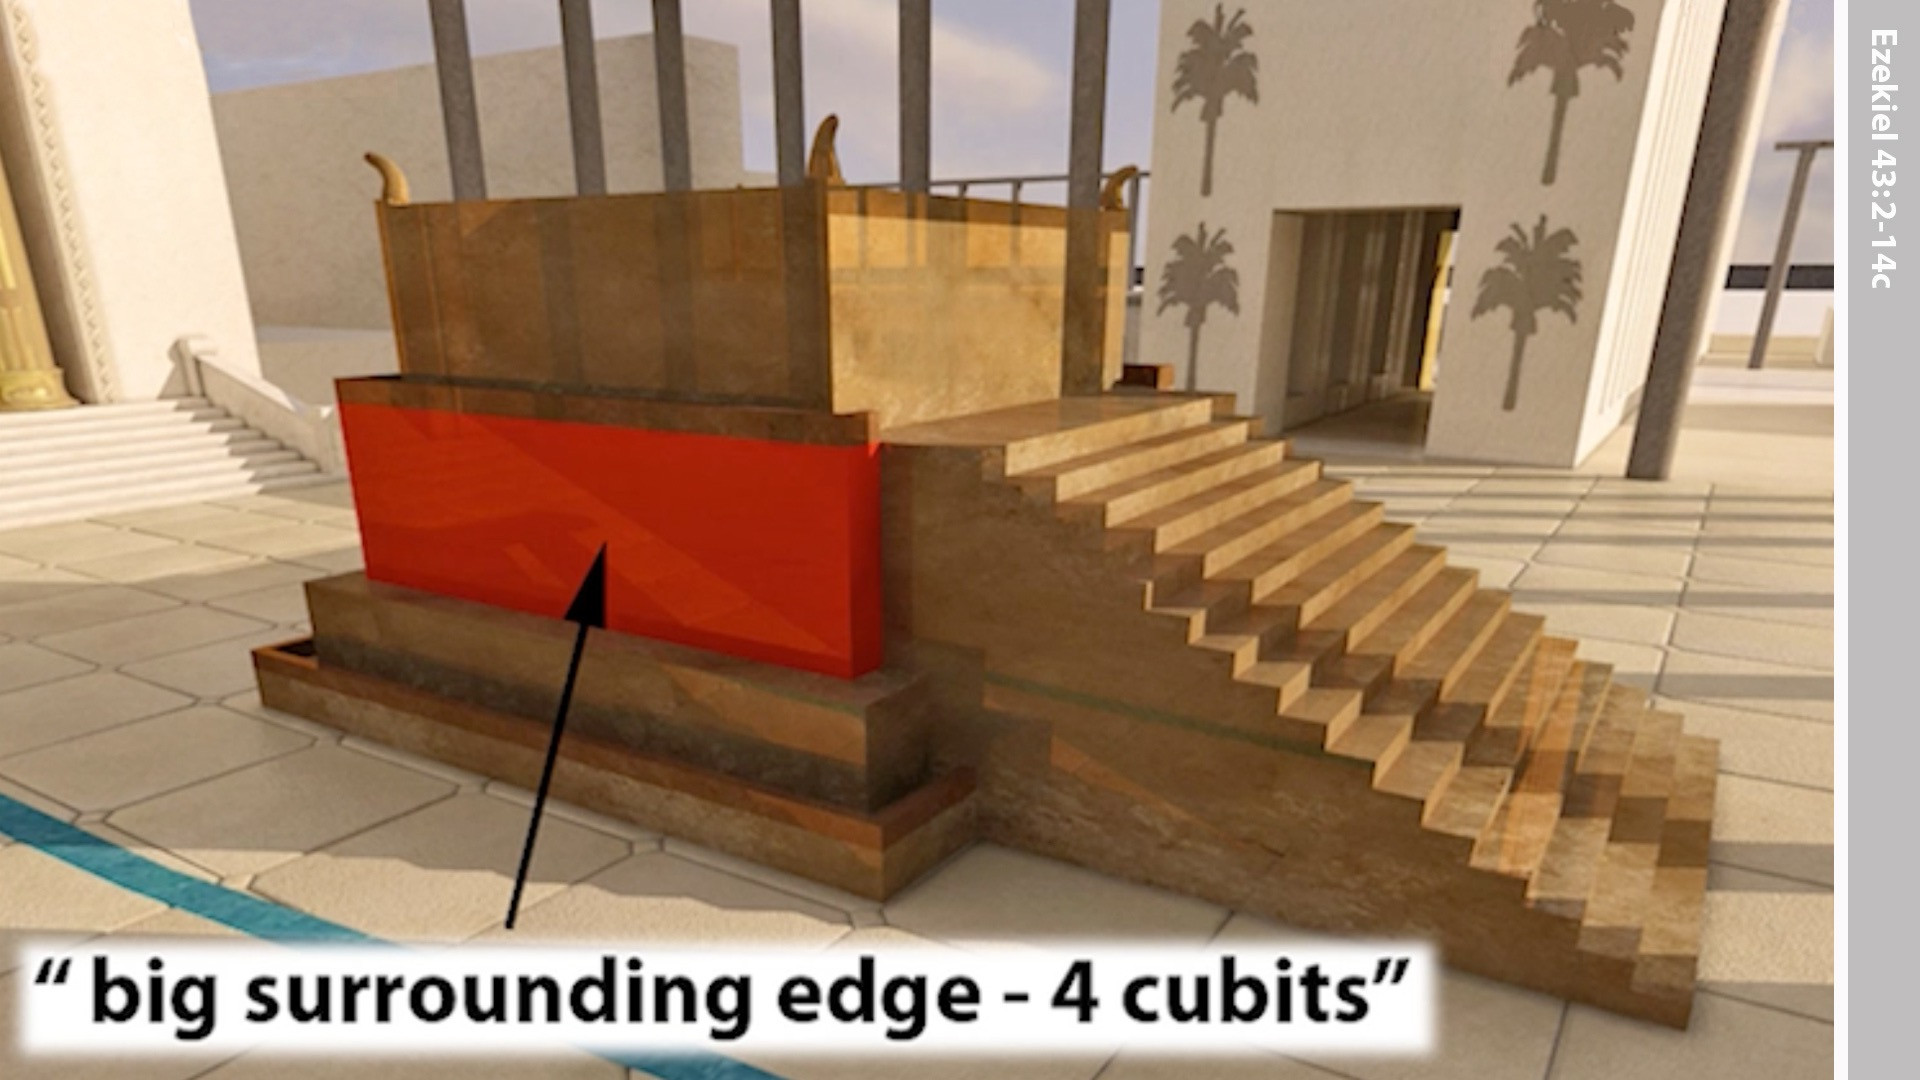 Ezekiel 43:2-14c
“ big surrounding edge - 4 cubits”